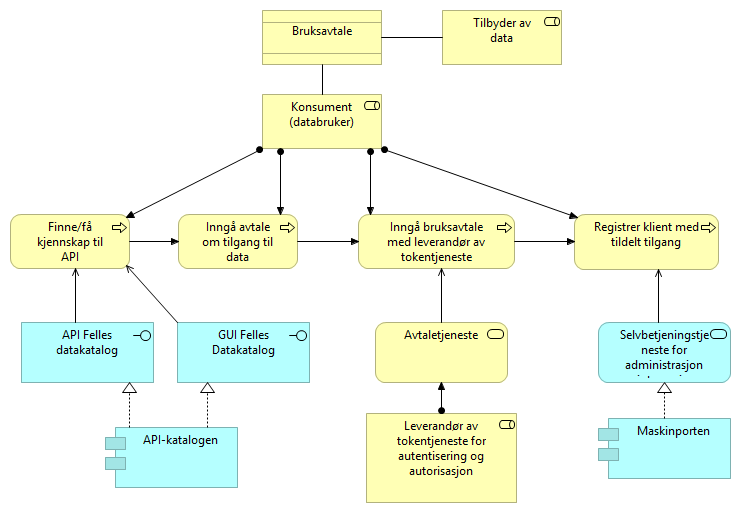 Bruksavtale
Tilbyder av
data
Konsument
(databruker)
Finne/få
kjennskap til
API
Inngå avtale
om tilgang til
data
Inngå bruksavtale
med leverandør av
tokentjeneste
Registrer klient med
tildelt tilgang
API Felles
datakatalog
GUI Felles
Datakatalog
Avtaletjeneste
Selvbetjeningstje
neste for
administrasjon
API-katalogen
Leverandør av
tokentjeneste for
autentisering og
autorisasjon
Maskinporten